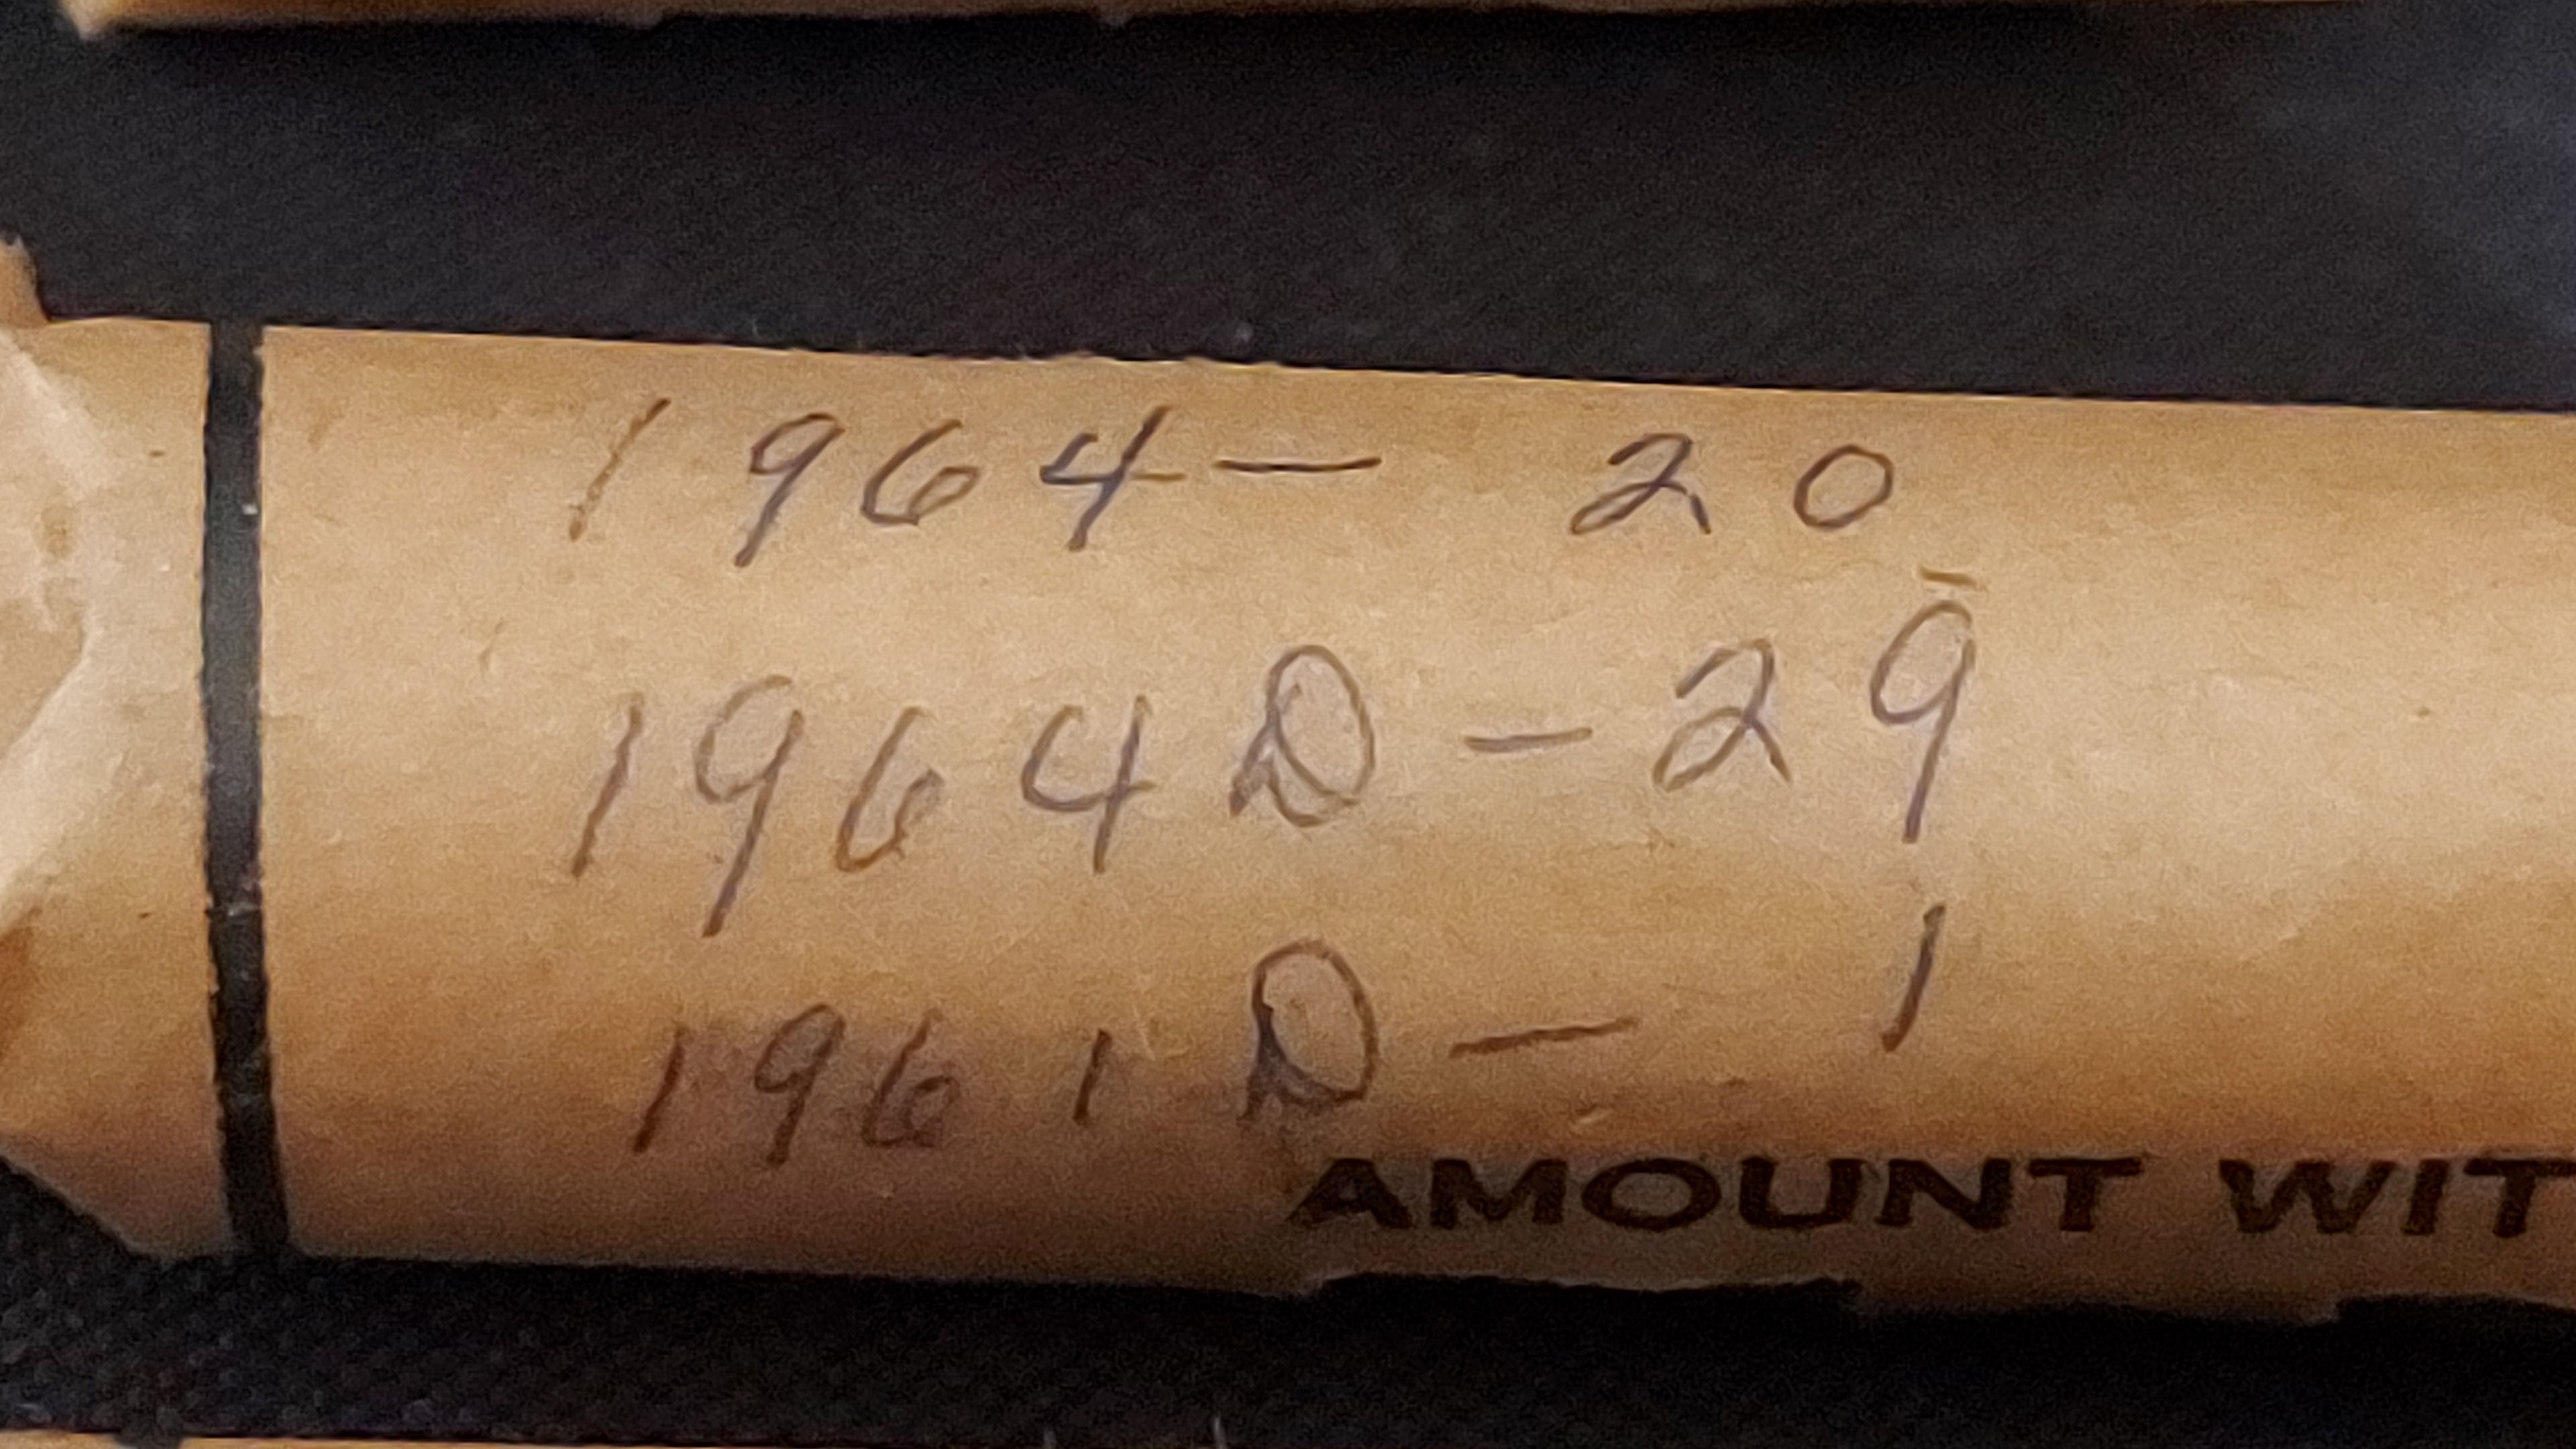 1964— 20
1964D - 29
1961D — 1
AMOUNT WIT